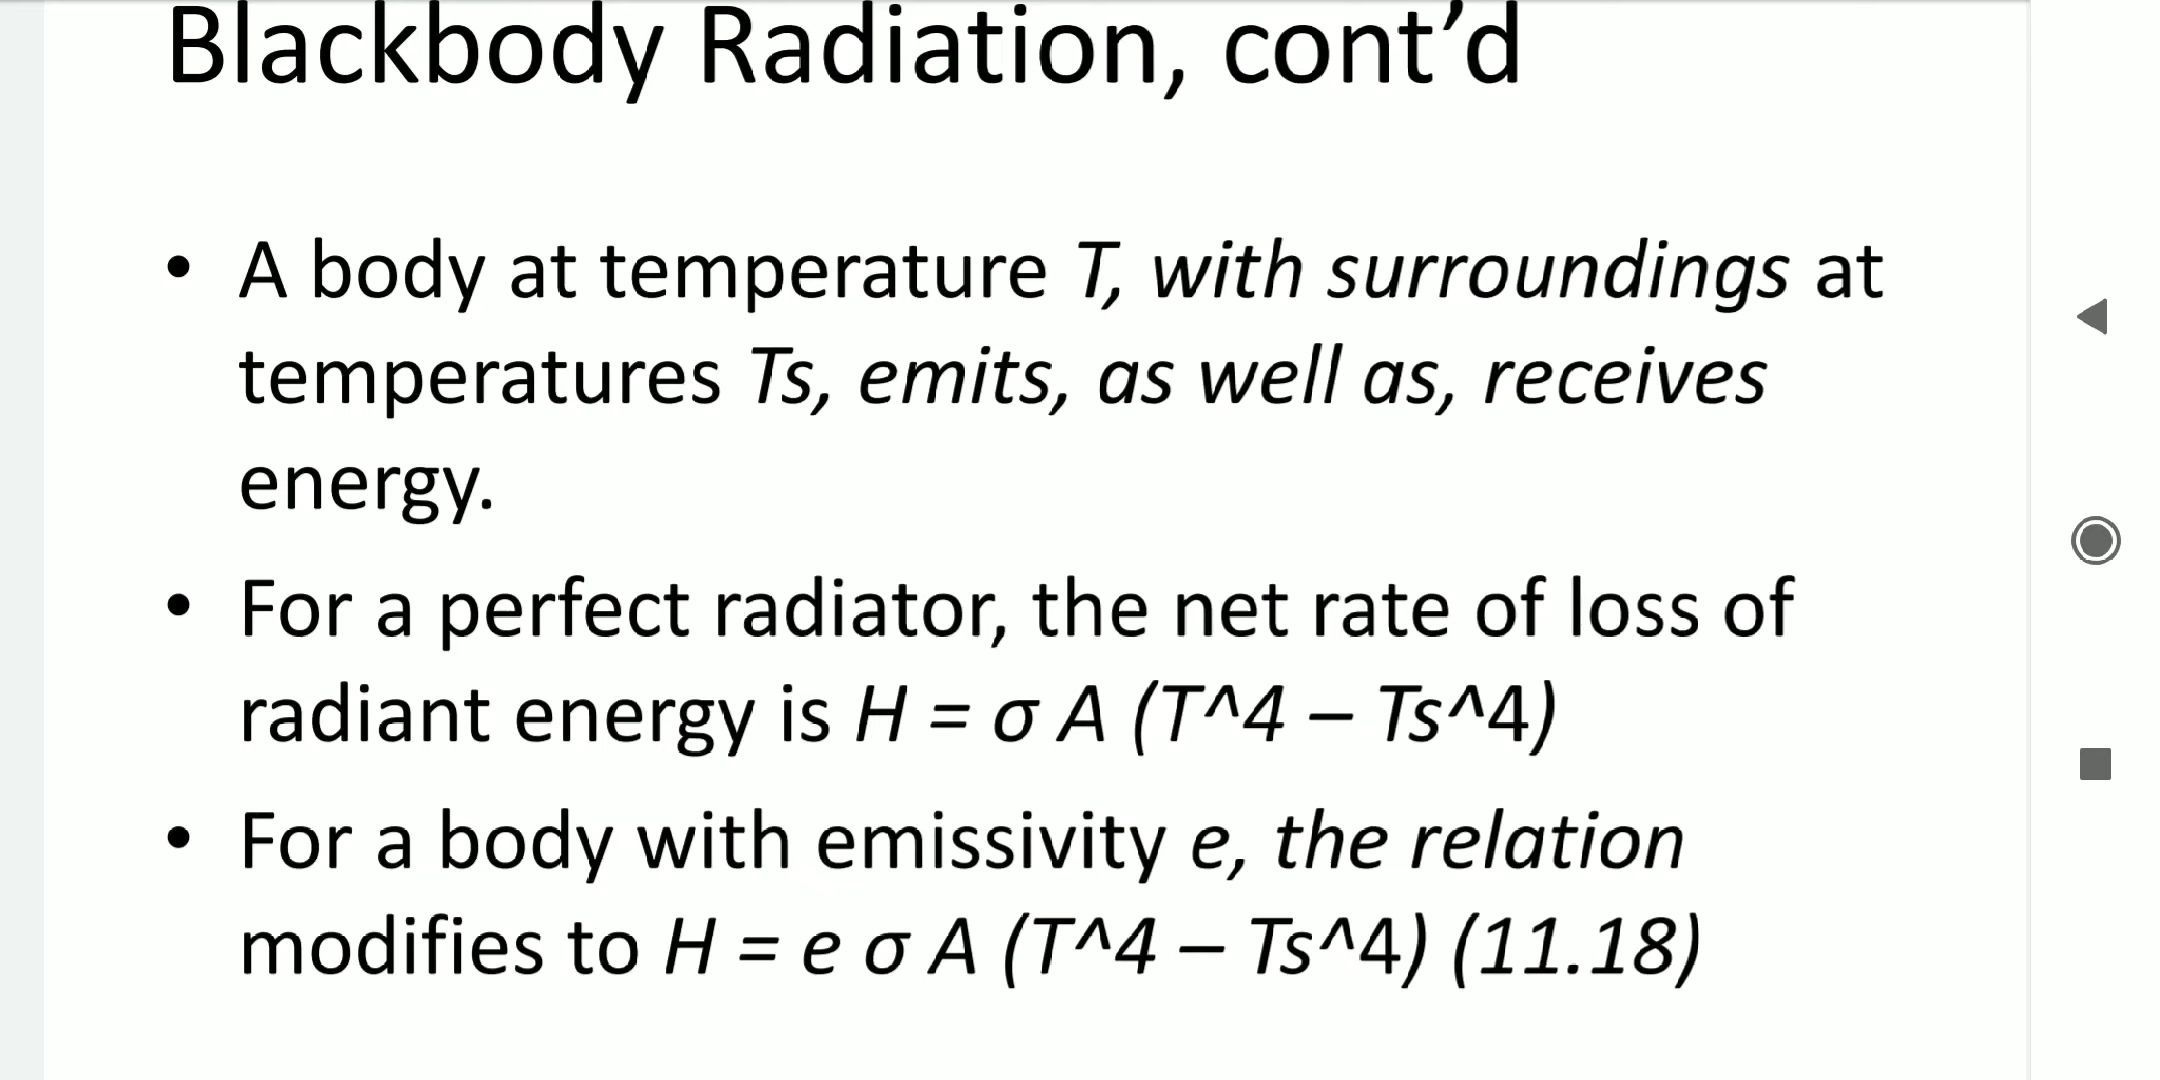 Blackbody Radiation, cont’d
• A body at temperature T, with surroundings at
temperatures Ts, emits, as well as, receives
energy.
• For a perfect radiator, the net rate of loss of
radiant energy is H = σ A (T^4 – Ts^4)
• For a body with emissivity e, the relation
modifies to H = e σ A (T^4 – Ts^4) (11.18)